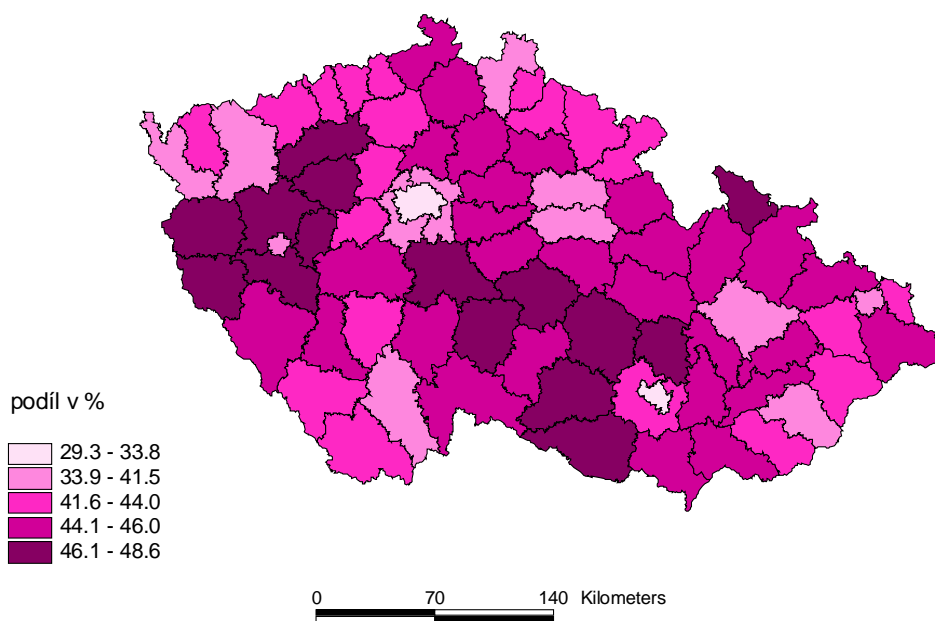 podíl v %
29.3 - 33.8
33.9 - 41.5
41.6 - 44.0
44.1 - 46.0
46.1 - 48.6
0 70 140 Kilometers